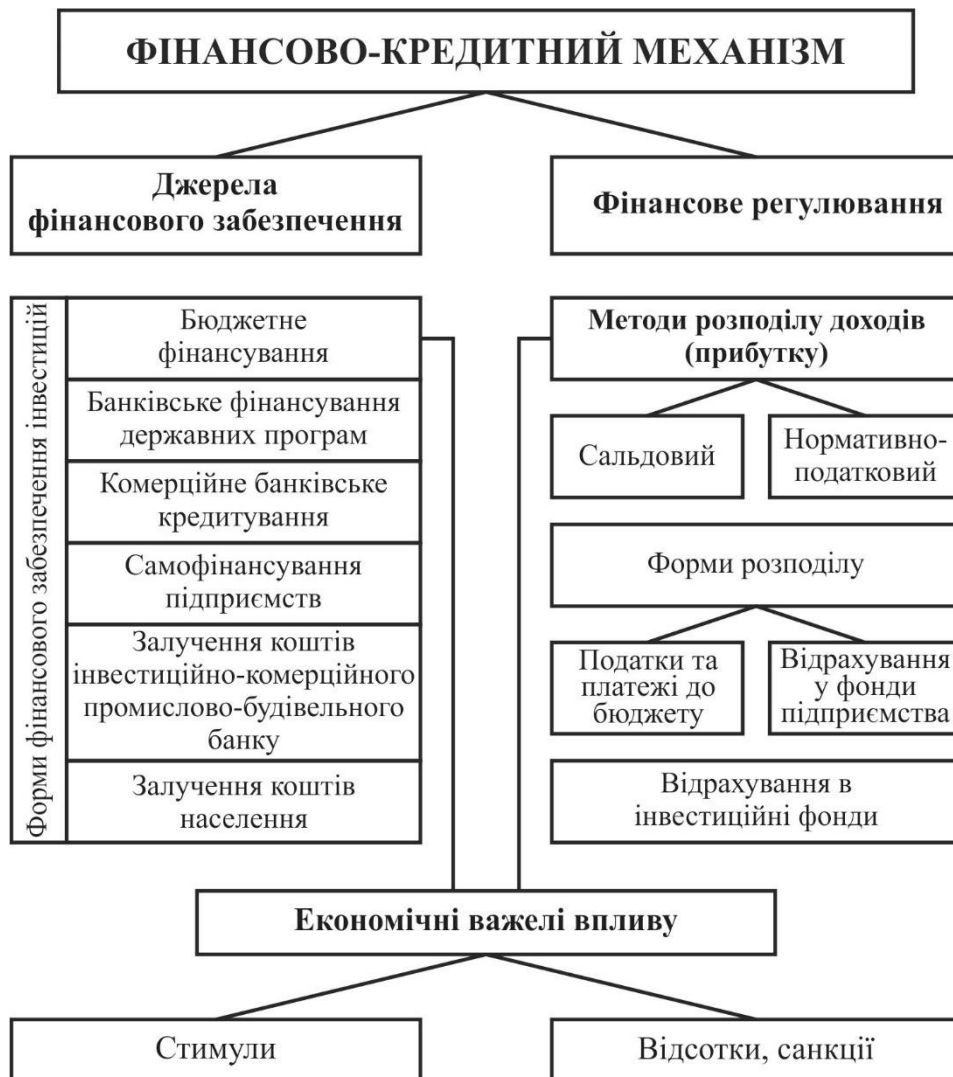 ФІНАНСОВО-КРЕДИТНИЙ МЕХАНІЗМ
Джерела
фінансового забезпечення
Фінансове регулювання
Форми фінансового забезпечення інвестицій
Бюджетне
фінансування
Банківське фінансування
державних програм
Комерційне банківське
кредитування
Самофінансування
підприємств
Залучення коштів
інвестиційно-комерційного
промислово-будівельного
банку
Залучення коштів
населення
Методи розподілу доходів
(прибутку)
Сальдовий
Нормативно-
податковий
Форми розподілу
Податки та
платежі до
бюджету
Відрахування
у фонди
підприємства
Відрахування в
інвестиційні фонди
Економічні важелі впливу
Стимули
Відсотки, санкції